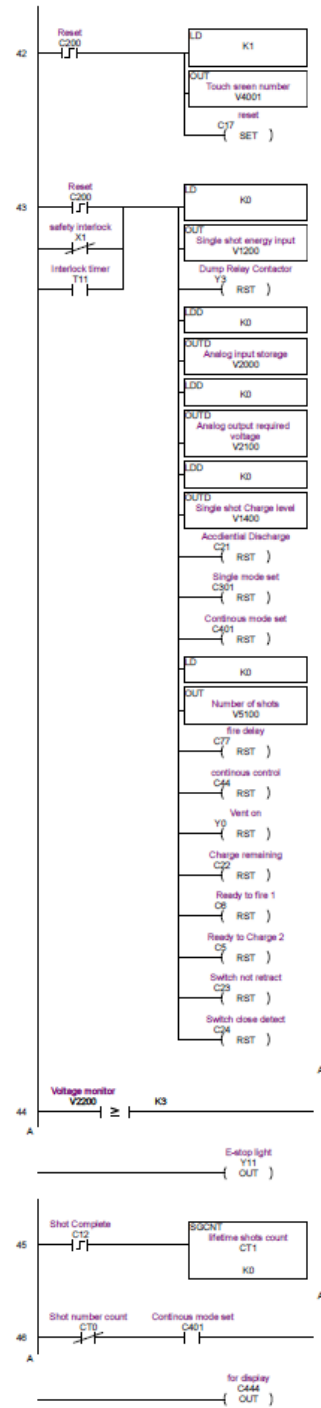 Reset
C200
42
LD
K1
OUT
Touch sreen number
V4001
reset
C17
SET
Reset
C200
43
safety interlock
X1
Interlock timer
T11
LD
K0
OUT
Single shot energy input
V1200
Dump Relay Contactor
Y3
RST
LDD
K0
OUTD
Analog input storage
V2000
LDD
K0
OUTD
Analog output required
voltage
V2100
LDD
K0
OUTD
Single shot Charge level
V1400
Accdiential Discharge
C21
RST
Single mode set
C301
RST
Continous mode set
C401
RST
LD
K0
OUT
Number of shots
V5100
fire delay
C77
RST
continous control
C44
RST
Vent on
Y0
RST
Charge remaining
C22
RST
Ready to fire 1
C6
RST
Ready to Charge 2
C5
RST
Switch not retract
C23
RST
Switch close detect
C24
RST
A
Voltage monitor
V2200
≥
K3
44
A
E-stop light
Y11
OUT
Shot Complete
C12
45
SGCNT
lifetime shots count
CT1
K0
A
Shot number count
CT0
Continous mode set
C401
46
A
for display
C444
OUT